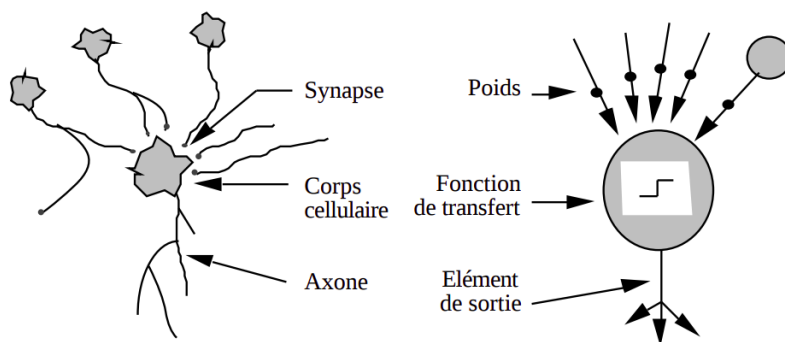 Synapse
Corps
cellulaire
Axone
Poids
Fonction
de transfert
Elément
de sortie